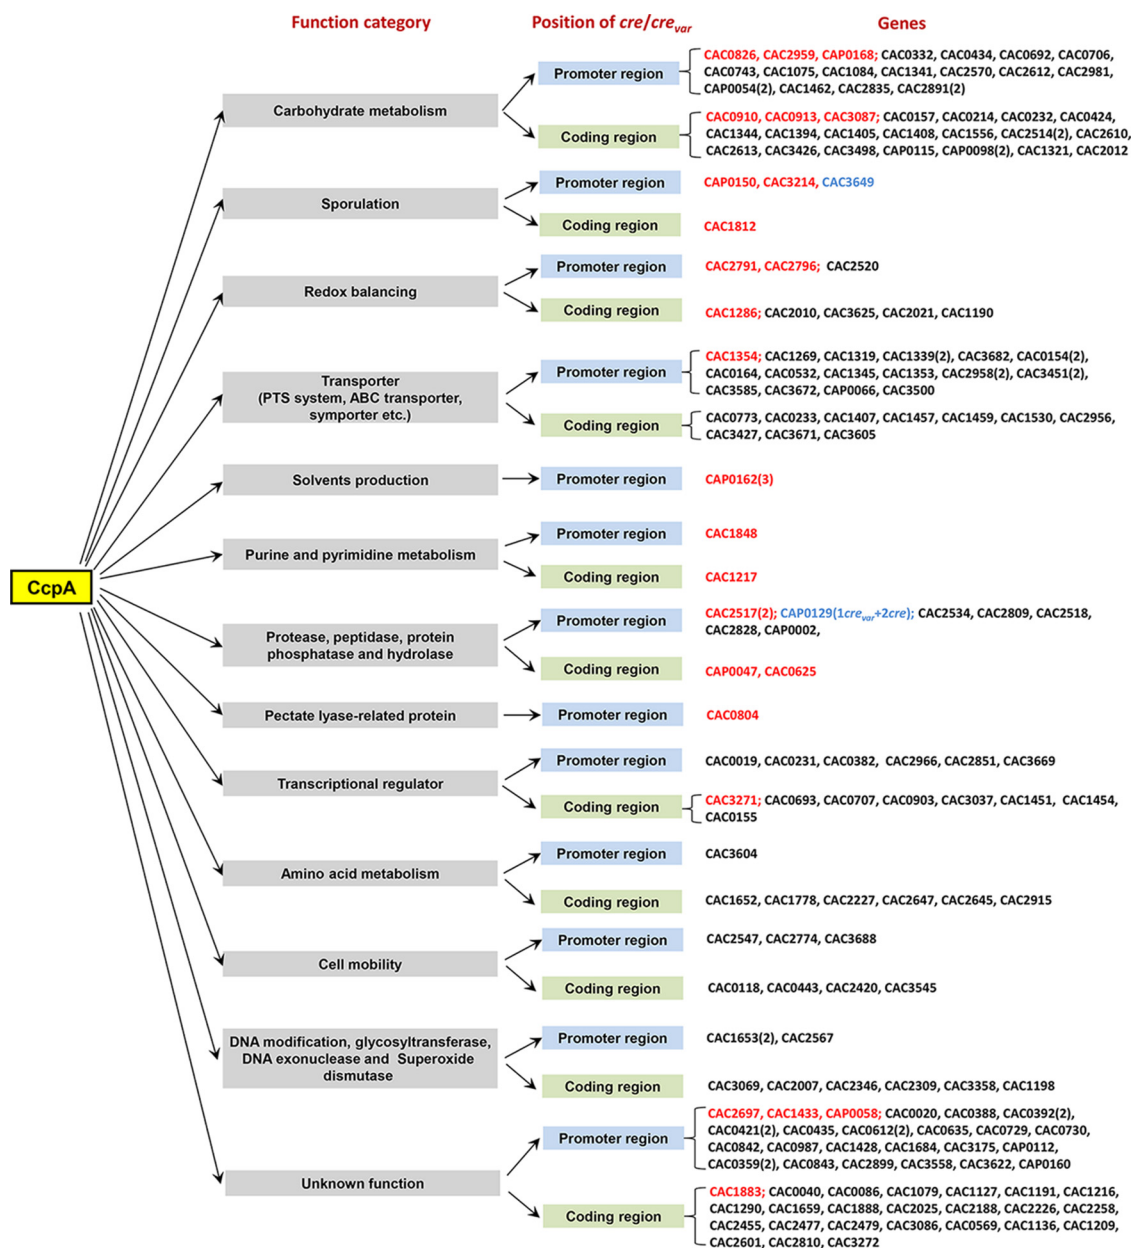 Function category
Position of cre/crevar
Genes
CcpA
Carbohydrate metabolism
Promoter region
CAC0826, CAC2959, CAP0168; CAC0332, CAC0434, CAC0692, CAC0706,
CAC0743, CAC1075, CAC1084, CAC1341, CAC2570, CAC2612, CAC2981,
CAP0054(2), CAC1462, CAC2835, CAC2891(2)
Coding region
CAC0910, CAC0913, CAC3087; CAC0157, CAC0214, CAC0232, CAC0424,
CAC1344, CAC1394, CAC1405, CAC1408, CAC1556, CAC2514(2), CAC2610,
CAC2613, CAC3426, CAC3498, CAP0115, CAP0098(2), CAC1321, CAC2012
Sporulation
Promoter region
CAP0150, CAC3214, CAC3649
Coding region
CAC1812
Redox balancing
Promoter region
CAC2791, CAC2796; CAC2520
Coding region
CAC1286; CAC2010, CAC3625, CAC2021, CAC1190
Transporter
(PTS system, ABC transporter,
symporter etc.)
Promoter region
CAC1354; CAC1269, CAC1319, CAC1339(2), CAC3682, CAC0154(2),
CAC0164, CAC0532, CAC1345, CAC1353, CAC2958(2), CAC3451(2),
CAC3585, CAC3672, CAP0066, CAC3500
Coding region
CAC0773, CAC0233, CAC1407, CAC1457, CAC1459, CAC1530, CAC2956,
CAC3427, CAC3671, CAC3605
Solvents production
Promoter region
CAP0162(3)
Purine and pyrimidine metabolism
Promoter region
CAC1848
Coding region
CAC1217
Protease, peptidase, protein
phosphatase and hydrolase
Promoter region
CAC2517(2); CAP0129(1crevar+2cre); CAC2534, CAC2809, CAC2518,
CAC2828, CAP0002,
Coding region
CAP0047, CAC0625
Pectate lyase-related protein
Promoter region
CAC0804
Transcriptional regulator
Promoter region
CAC0019, CAC0231, CAC0382, CAC2966, CAC2851, CAC3669
Coding region
CAC3271; CAC0693, CAC0707, CAC0903, CAC3037, CAC1451, CAC1454,
CAC0155
Amino acid metabolism
Promoter region
CAC3604
Coding region
CAC1652, CAC1778, CAC2227, CAC2647, CAC2645, CAC2915
Cell mobility
Promoter region
CAC2547, CAC2774, CAC3688
Coding region
CAC0118, CAC0443, CAC2420, CAC3545
DNA modification, glycosyltransferase,
DNA exonuclease and Superoxide
dismutase
Promoter region
CAC1653(2), CAC2567
Coding region
CAC3069, CAC2007, CAC2346, CAC2309, CAC3358, CAC1198
Unknown function
Promoter region
CAC2697, CAC1433, CAP0058; CAC0020, CAC0388, CAC0392(2),
CAC0421(2), CAC0435, CAC0612(2), CAC0635, CAC0729, CAC0730,
CAC0842, CAC0987, CAC1428, CAC1684, CAC3175, CAP0112,
CAC0359(2), CAC0843, CAC2899, CAC3558, CAC3622, CAP0160
Coding region
CAC1883; CAC0040, CAP0086, CAC1079, CAC1127, CAC1191, CAC1216,
CAC1290, CAC1659, CAC1888, CAC2025, CAC2188, CAC2226, CAC2258,
CAC2455, CAC2477, CAC2479, CAC3086, CAC0569, CAC1136, CAC1209,
CAC2601, CAC2810, CAC3272